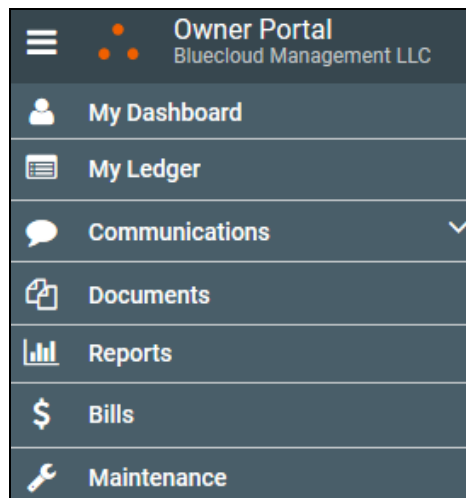 Owner Portal
Bluecloud Management LLC
My Dashboard
My Ledger
Communications
Documents
Reports
Bills
Maintenance